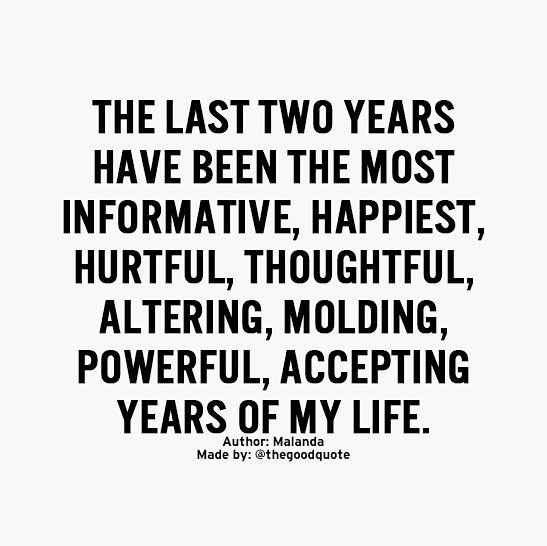 THE LAST TWO YEARS
HAVE BEEN THE MOST
INFORMATIVE, HAPPIEST,
HURTFUL, THOUGHTFUL,
ALTERING, MOLDING,
POWERFUL, ACCEPTING
YEARS OF MY LIFE.
Author: Malanda
Made by: @thegoodquote